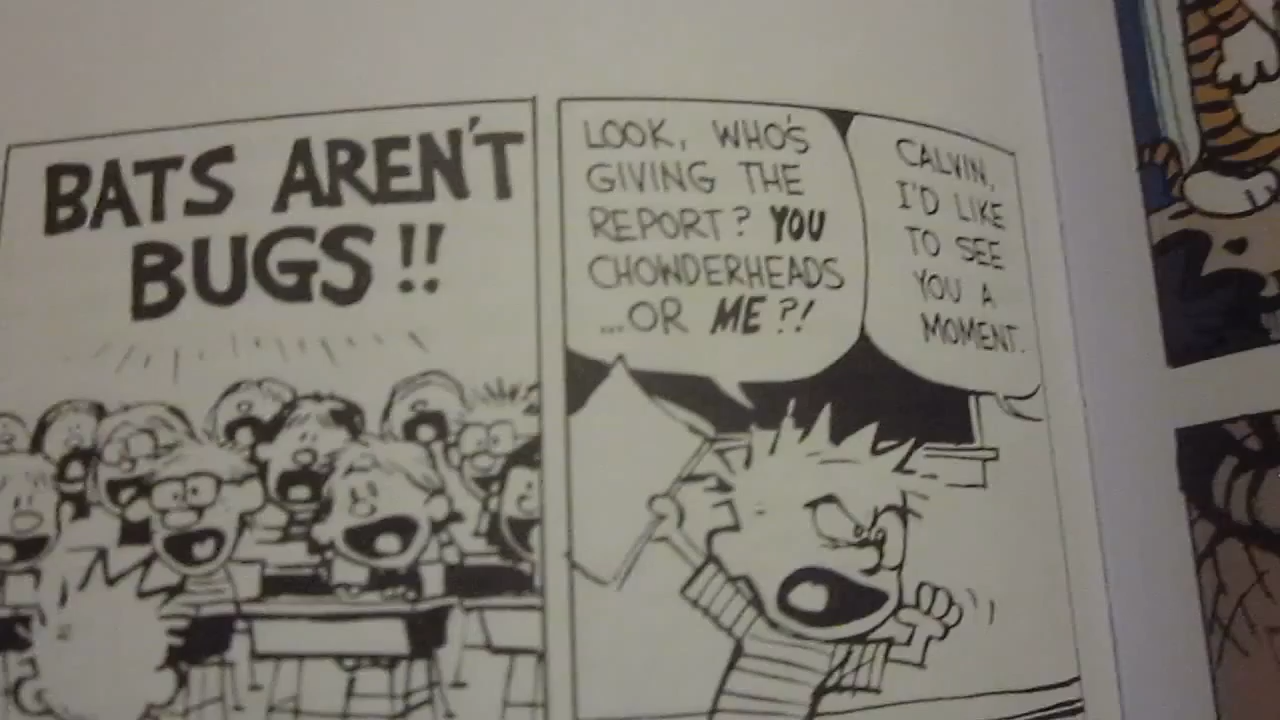 BATS AREN'T
BUGS!!
LOOK, WHO'S
GIVING THE
REPORT? YOU
CHOWDERHEADS
...OR ME?!
CALVIN,
I'D LIKE
TO SEE
YOU A
MOMENT.